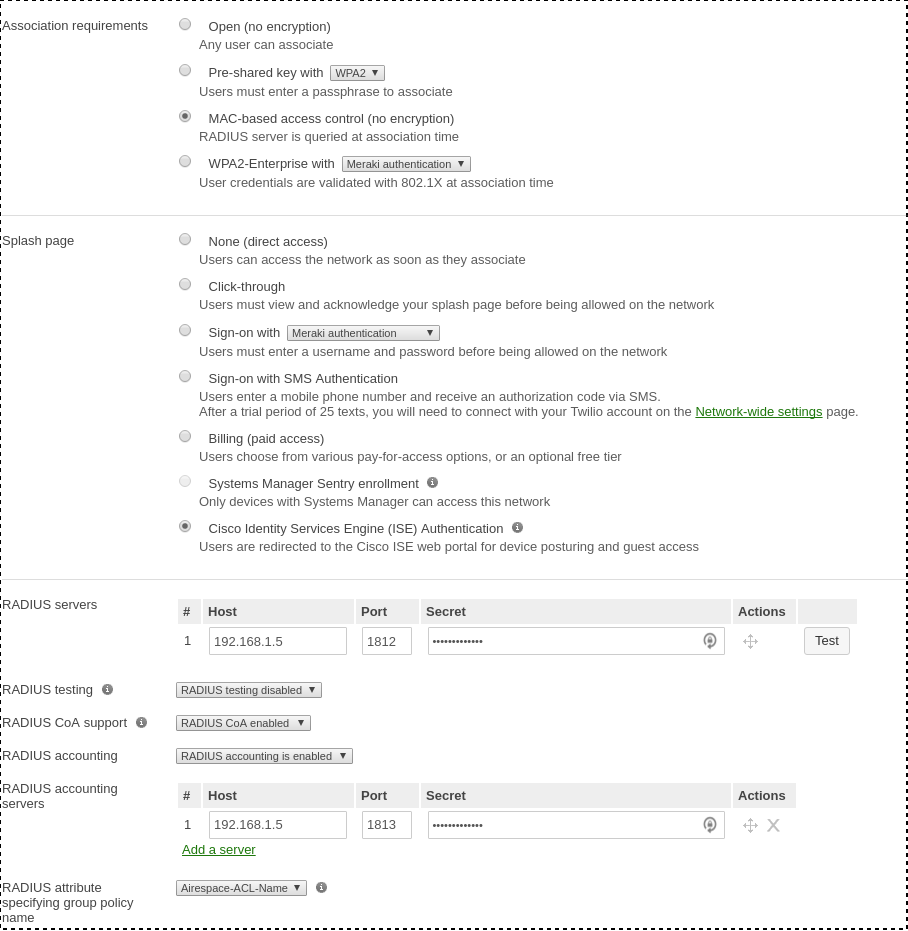 Association requirements
Open (no encryption)
Any user can associate
Pre-shared key with WPA2
Users must enter a passphrase to associate
MAC-based access control (no encryption)
RADIUS server is queried at association time
WPA2-Enterprise with Meraki authentication
User credentials are validated with 802.1X at association time
Splash page
None (direct access)
Users can access the network as soon as they associate
Click-through
Users must view and acknowledge your splash page before being allowed on the network
Sign-on with Meraki authentication
Users must enter a username and password before being allowed on the network
Sign-on with SMS Authentication
Users enter a mobile phone number and receive an authorization code via SMS.
After a trial period of 25 texts, you will need to connect with your Twilio account on the Network-wide settings page.
Billing (paid access)
Users choose from various pay-for-access options, or an optional free tier
Systems Manager Sentry enrollment
Only devices with Systems Manager can access this network
Cisco Identity Services Engine (ISE) Authentication
Users are redirected to the Cisco ISE web portal for device posturing and guest access
RADIUS servers
# Host Port Secret Actions
1 192.168.1.5 1812 ••••••••••••• Test
RADIUS testing RADIUS testing disabled
RADIUS CoA support RADIUS CoA enabled
RADIUS accounting RADIUS accounting is enabled
RADIUS accounting
servers
# Host Port Secret Actions
1 192.168.1.5 1813 ••••••••••••• X
Add a server
RADIUS attribute
specifying group policy
name
Airespace-ACL-Name